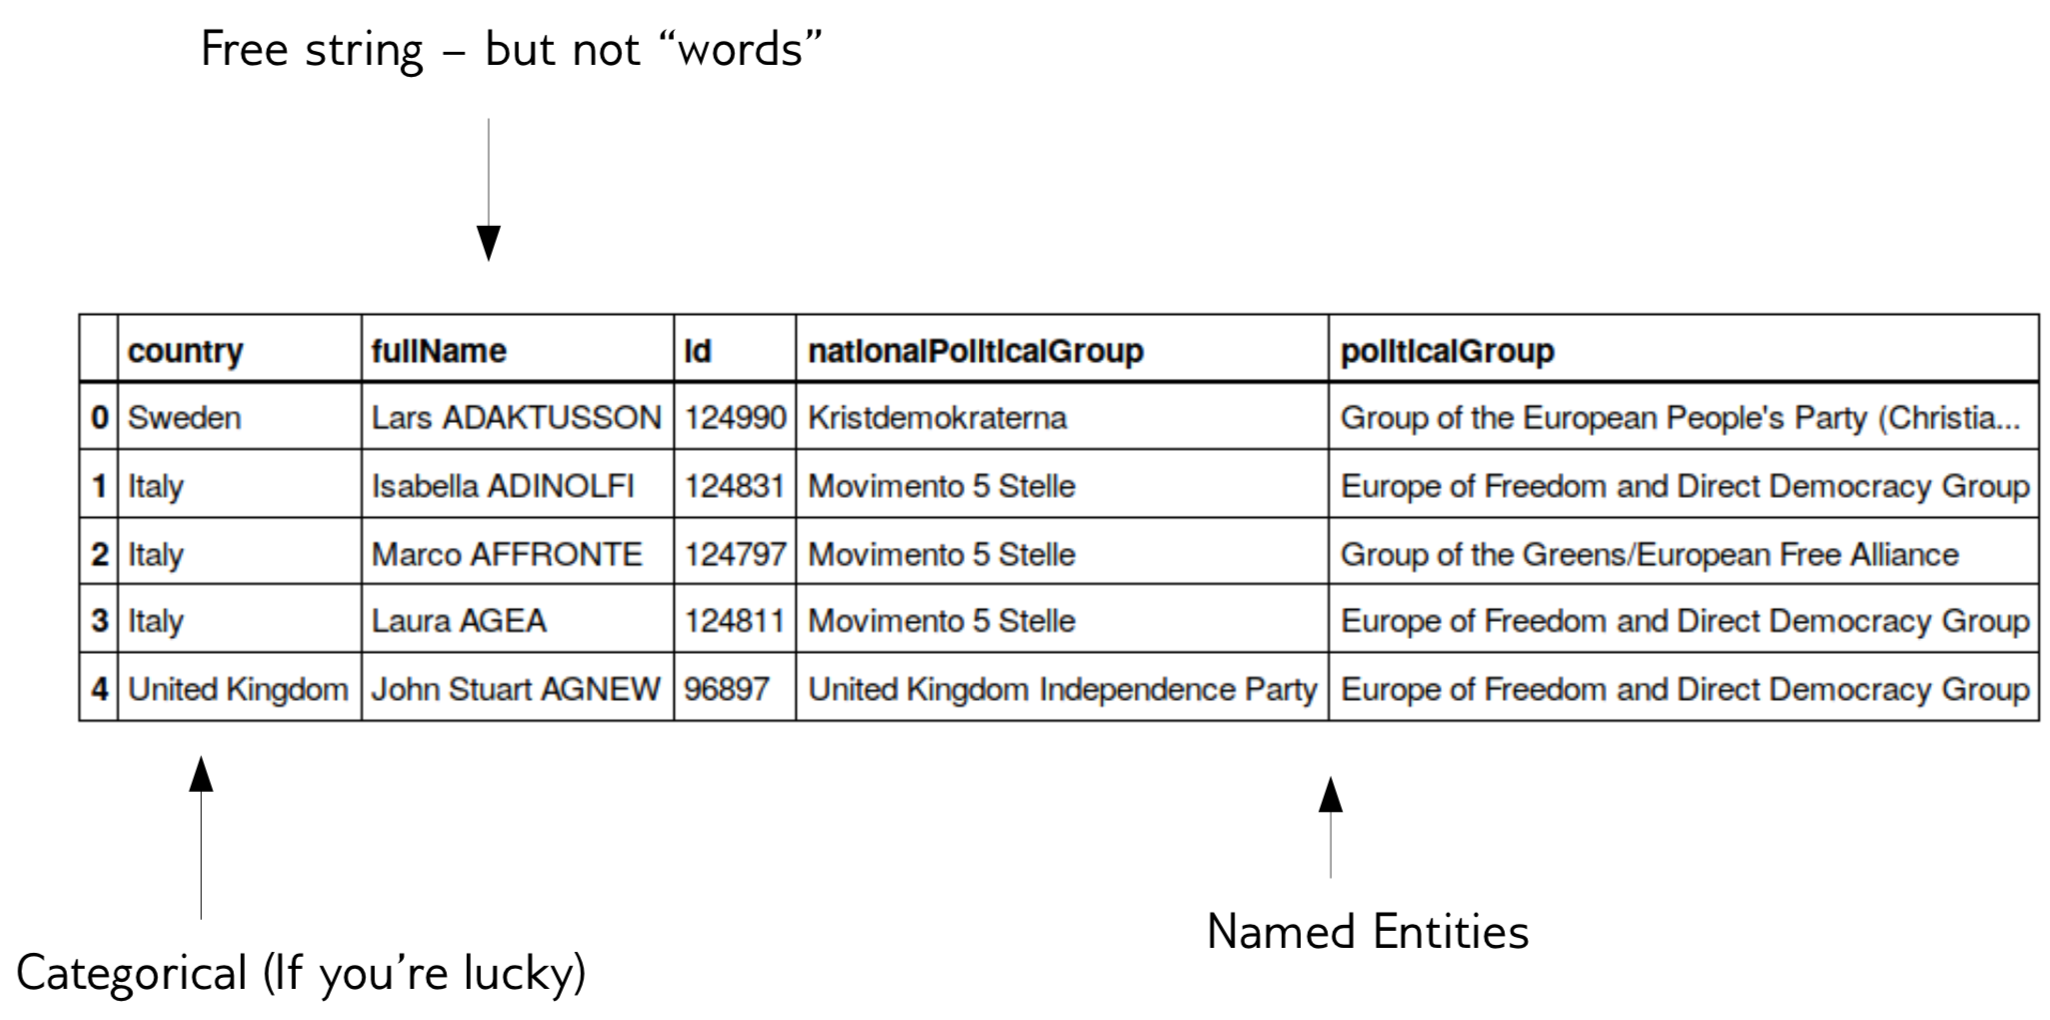 Free string – but not “words”
country fullName id nationalPoliticalGroup politicalGroup
0 Sweden Lars ADAKTUSSON 124990 Kristdemokraterna Group of the European People's Party (Christia...
1 Italy Isabella ADINOLFI 124831 Movimento 5 Stelle Europe of Freedom and Direct Democracy Group
2 Italy Marco AFFRONTE 124797 Movimento 5 Stelle Group of the Greens/European Free Alliance
3 Italy Laura AGEA 124811 Movimento 5 Stelle Europe of Freedom and Direct Democracy Group
4 United Kingdom John Stuart AGNEW 96897 United Kingdom Independence Party Europe of Freedom and Direct Democracy Group
Named Entities
Categorical (If you’re lucky)